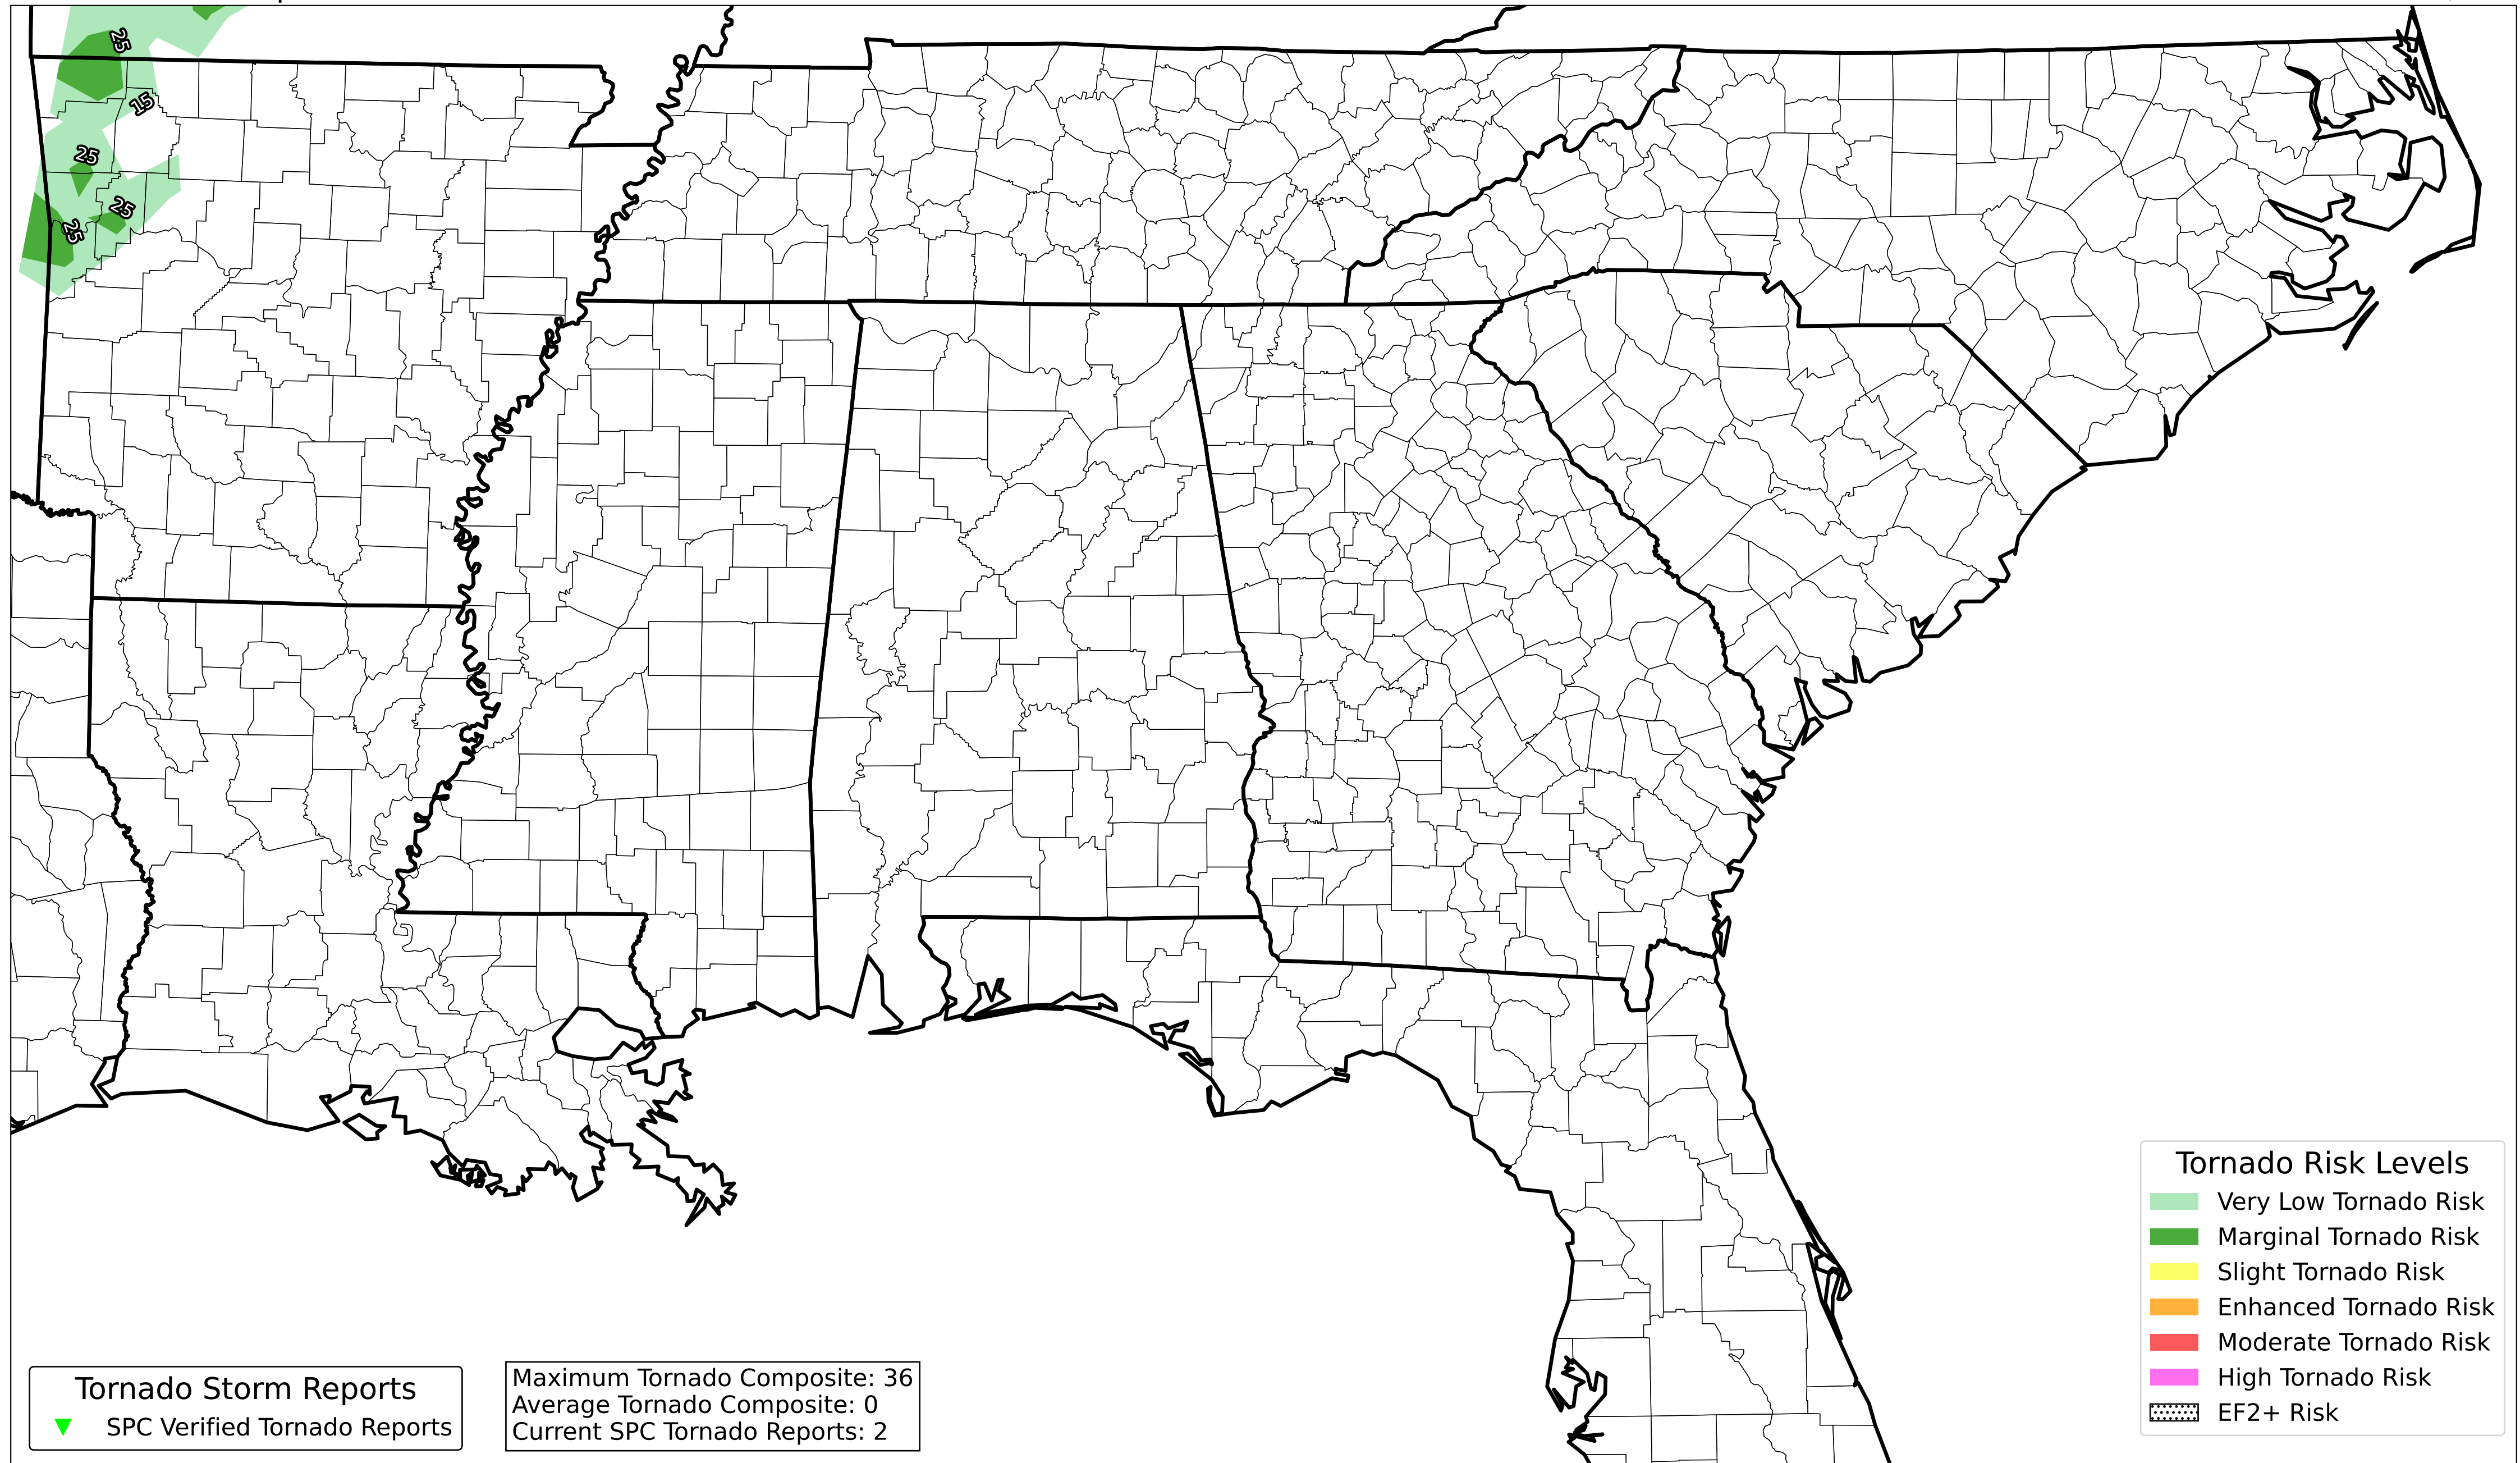 25
15
25
25
25
Tornado Risk Levels
Very Low Tornado Risk
Marginal Tornado Risk
Slight Tornado Risk
Enhanced Tornado Risk
Moderate Tornado Risk
High Tornado Risk
EF2+ Risk
Tornado Storm Reports
SPC Verified Tornado Reports
Maximum Tornado Composite: 36
Average Tornado Composite: 0
Current SPC Tornado Reports: 2